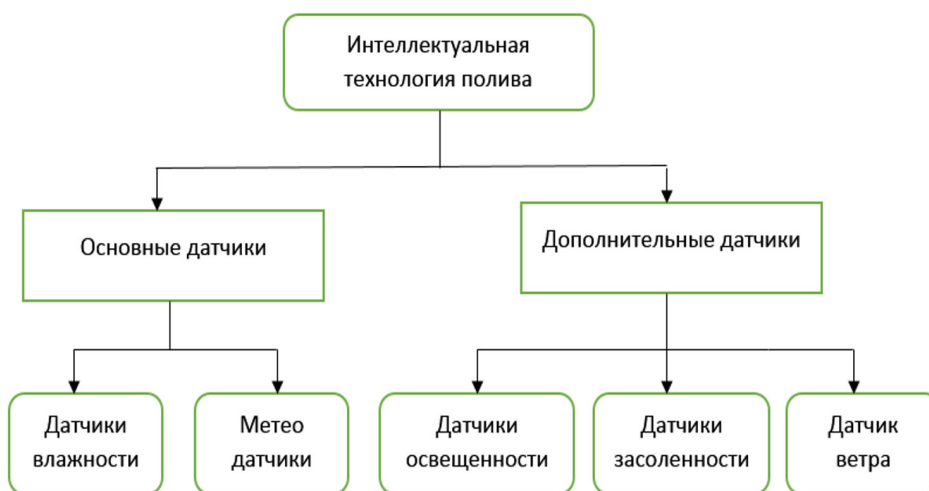 Интеллектуальная
технология полива
Основные датчики
Дополнительные датчики
Датчики
влажности
Метео
датчики
Датчики
освещенности
Датчики
засоленности
Датчик
ветра